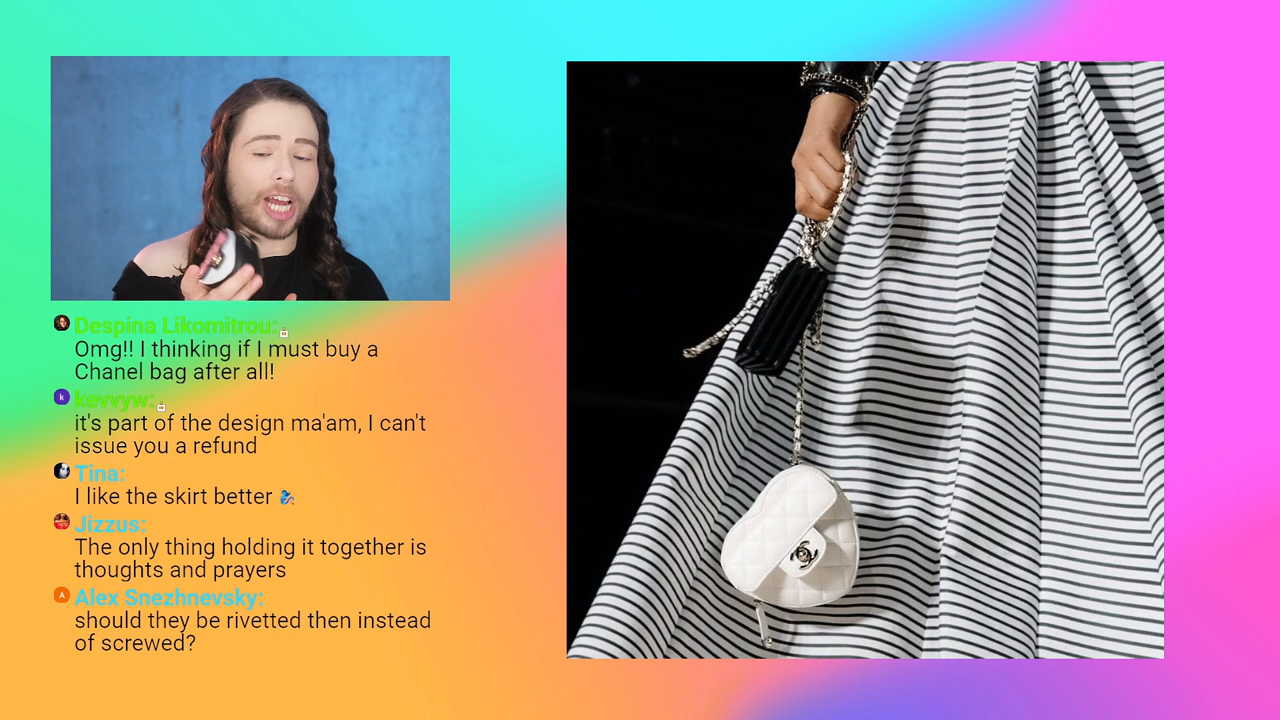 Despina Likomitrou:
Omg!! I thinking if I must buy a
Chanel bag after all!
k
kevvyw:
it's part of the design ma'am, I can't
issue you a refund
Tina:
I like the skirt better
Jizzus:
The only thing holding it together is
thoughts and prayers
A
Alex Snezhnevsky:
should they be rivetted then instead
of screwed?